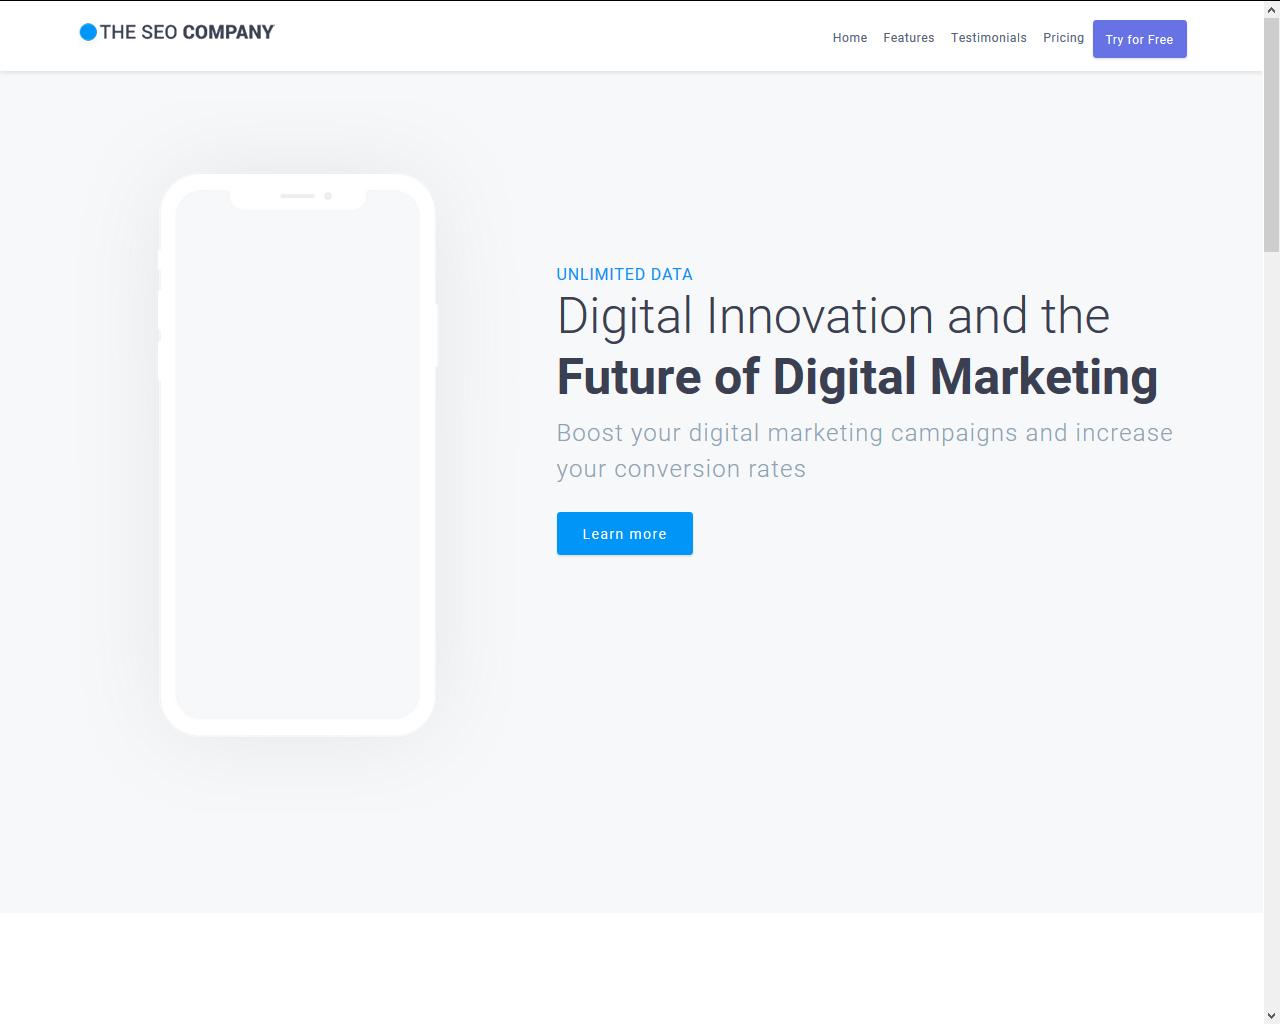 THE SEO COMPANY
Home Features Testimonials Pricing Try for Free
UNLIMITED DATA
Digital Innovation and the
Future of Digital Marketing
Boost your digital marketing campaigns and increase
your conversion rates
Learn more